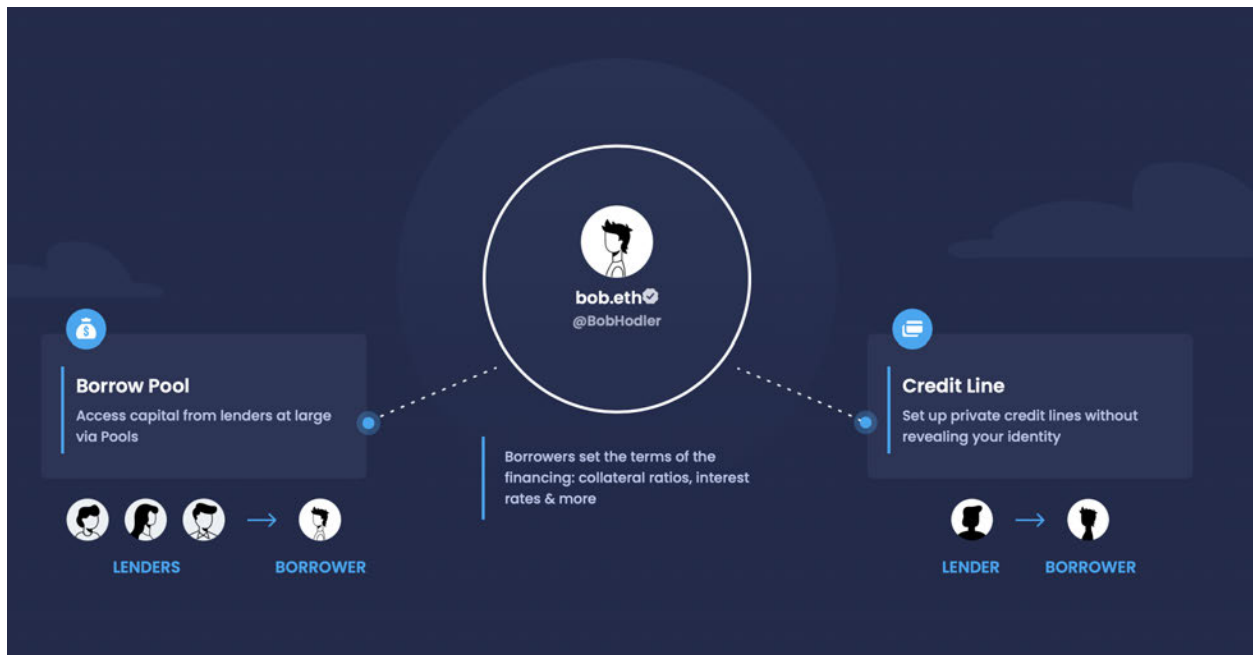 bob.eth
@BobHodler
Borrow Pool
Access capital from lenders at large
via Pools
LENDERS
BORROWER
Borrowers set the terms of the
financing: collateral ratios, interest
rates & more
Credit Line
Set up private credit lines without
revealing your identity
LENDER
BORROWER